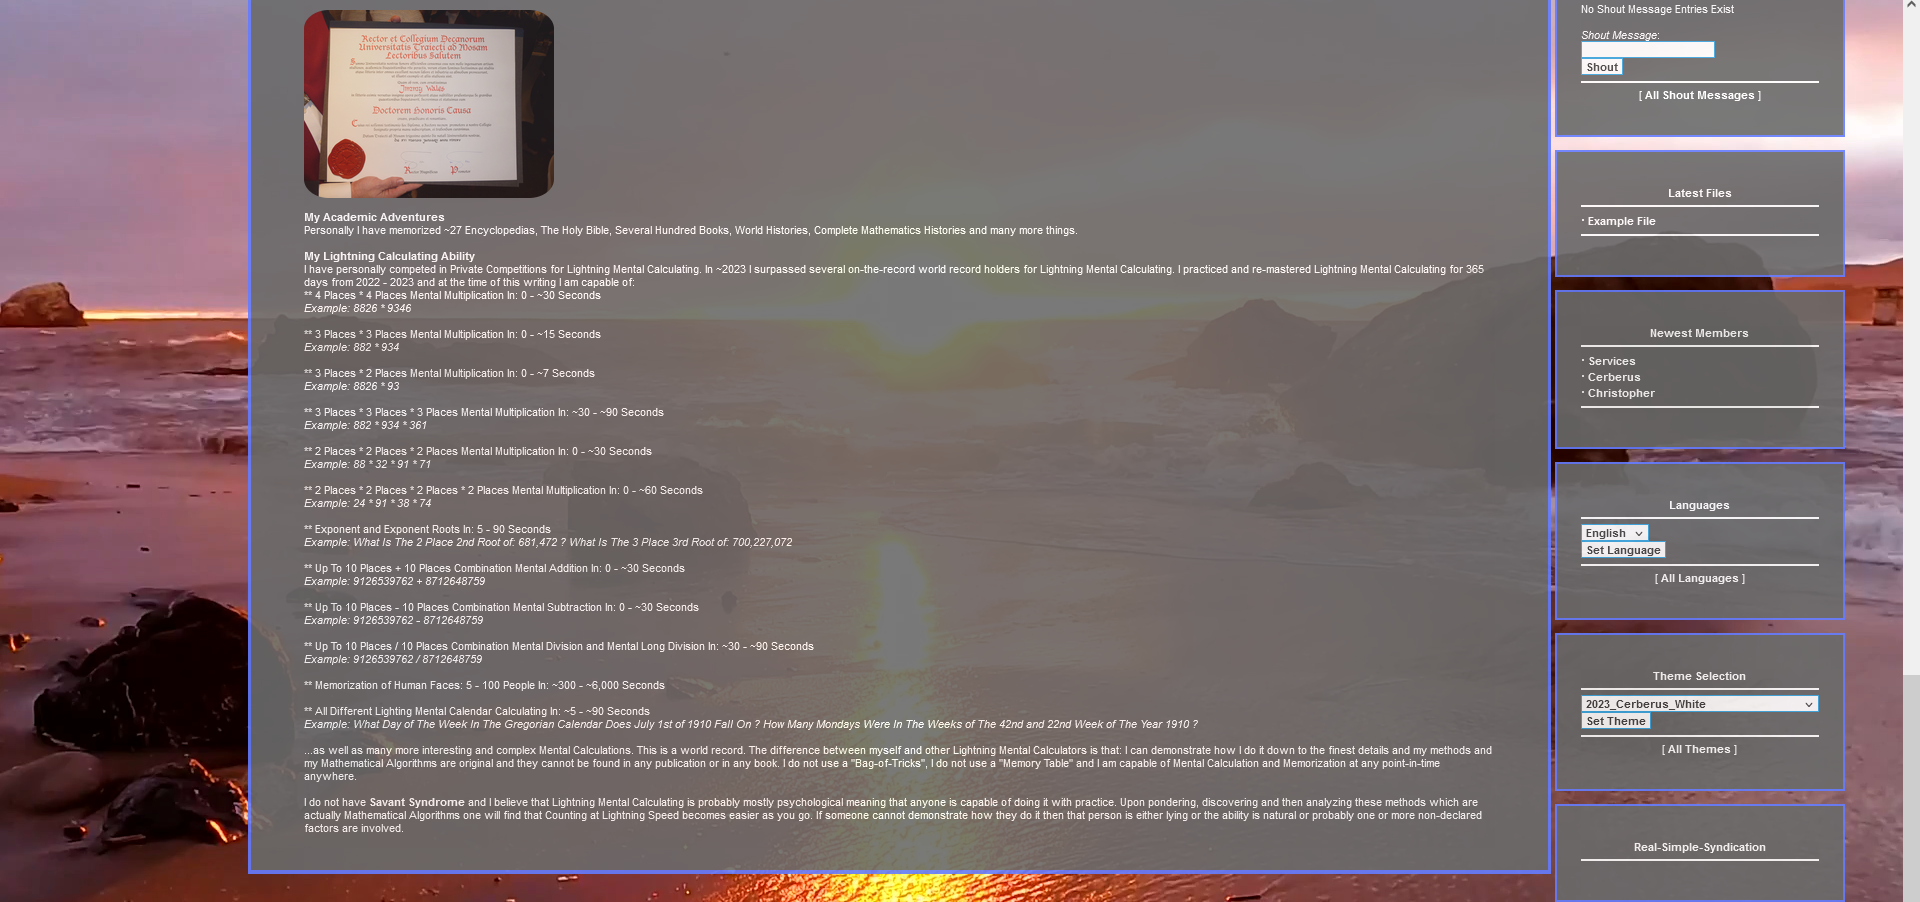 Rector et Collegium Decanorum
Universitatis Traiecti ad Mosam
Lectoribus Salutem
Jimmy Wales
Doctorem Honoris Causa
My Academic Adventures
Personally I have memorized ~27 Encyclopedias, The Holy Bible, Several Hundred Books, World Histories, Complete Mathematics Histories and many more things.
My Lightning Calculating Ability
I have personally competed in Private Competitions for Lightning Mental Calculating. In ~2023 I surpassed several on-the-record world record holders for Lightning Mental Calculating. I practiced and re-mastered Lightning Mental Calculating for 365
days from 2022 - 2023 and at the time of this writing I am capable of:
** 4 Places * 4 Places Mental Multiplication In: 0 - ~30 Seconds
Example: 8826 * 9346
** 3 Places * 3 Places Mental Multiplication In: 0 - ~15 Seconds
Example: 882 * 934
** 3 Places * 2 Places Mental Multiplication In: 0 - ~7 Seconds
Example: 8826 * 93
** 3 Places * 3 Places * 3 Places Mental Multiplication In: ~30 - ~90 Seconds
Example: 882 * 934 * 361
** 2 Places * 2 Places * 2 Places Mental Multiplication In: 0 - ~30 Seconds
Example: 88 * 32 * 91 * 71
** 2 Places * 2 Places * 2 Places * 2 Places Mental Multiplication In: 0 - ~60 Seconds
Example: 24 * 91 * 38 * 74
** Exponent and Exponent Roots In: 5 - 90 Seconds
Example: What Is The 2 Place 2nd Root of: 681,472 ? What Is The 3 Place 3rd Root of: 700,227,072
** Up To 10 Places + 10 Places Combination Mental Addition In: 0 - ~30 Seconds
Example: 9126539762 + 8712648759
** Up To 10 Places - 10 Places Combination Mental Subtraction In: 0 - ~30 Seconds
Example: 9126539762 - 8712648759
** Up To 10 Places / 10 Places Combination Mental Division and Mental Long Division In: ~30 - ~90 Seconds
Example: 9126539762 / 8712648759
** Memorization of Human Faces: 5 - 100 People In: ~300 - ~6,000 Seconds
** All Different Lighting Mental Calendar Calculating In: ~5 - ~90 Seconds
Example: What Day of The Week In The Gregorian Calendar Does July 1st of 1910 Fall On ? How Many Mondays Were In The Weeks of The 42nd and 22nd Week of The Year 1910 ?
...as well as many more interesting and complex Mental Calculations. This is a world record. The difference between myself and other Lightning Mental Calculators is that: I can demonstrate how I do it down to the finest details and my methods and
my Mathematical Algorithms are original and they cannot be found in any publication or in any book. I do not use a "Bag-of-Tricks", I do not use a "Memory Table" and I am capable of Mental Calculation and Memorization at any point-in-time
anywhere.
I do not have Savant Syndrome and I believe that Lightning Mental Calculating is probably mostly psychological meaning that anyone is capable of doing it with practice. Upon pondering, discovering and then analyzing these methods which are
actually Mathematical Algorithms one will find that Counting at Lightning Speed becomes easier as you go. If someone cannot demonstrate how they do it then that person is either lying or the ability is natural or probably one or more non-declared
factors are involved.
No Shout Message Entries Exist
Shout Message:
Shout
[ All Shout Messages ]
Latest Files
· Example File
Newest Members
· Services
· Cerberus
· Christopher
Languages
English
Set Language
[ All Languages ]
Theme Selection
2023_Cerberus_White
Set Theme
[ All Themes ]
Real-Simple-Syndication